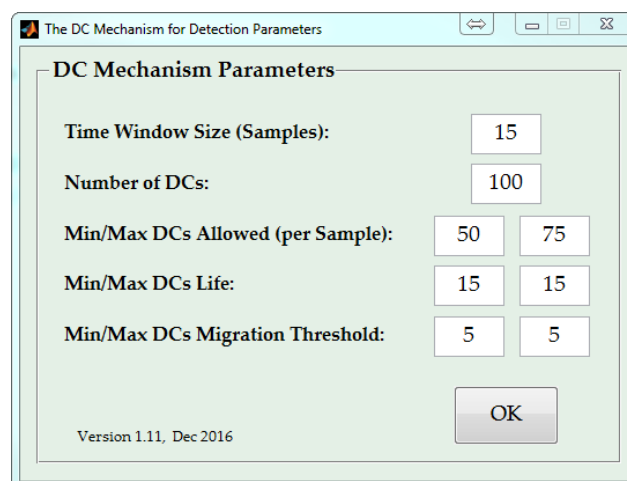 The DC Mechanism for Detection Parameters
DC Mechanism Parameters
Time Window Size (Samples): 15
Number of DCs: 100
Min/Max DCs Allowed (per Sample): 50 75
Min/Max DCs Life: 15 15
Min/Max DCs Migration Threshold: 5 5
OK
Version 1.11, Dec 2016